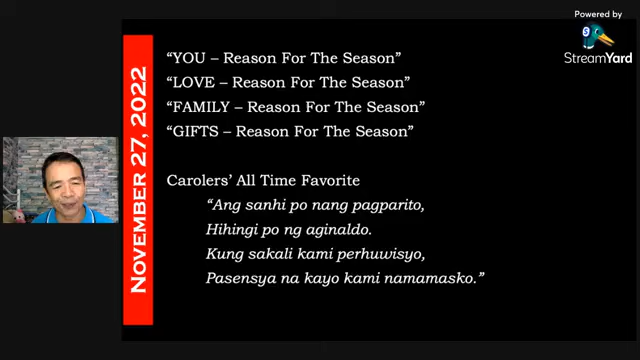 Powered by
StreamYard
NOVEMBER 27, 2022
“YOU – Reason For The Season”
“LOVE – Reason For The Season”
“FAMILY – Reason For The Season”
“GIFTS – Reason For The Season”
Carolers’ All Time Favorite
“Ang sanhi po nang pagparito,
Hihingi po ng aginaldo.
Kung sakali kami perhuwisyo,
Pasensya na kayo kami namamasko.”